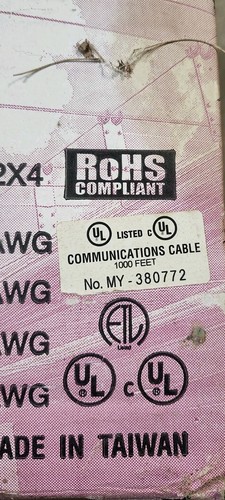 2X4
RoHS
COMPLIANT
UL LISTED c UL
AWG
COMMUNICATIONS CABLE
1000 FEET
No. MY - 380772
AWG
AWG
ETL
AWG
UL c UL
MADE IN TAIWAN